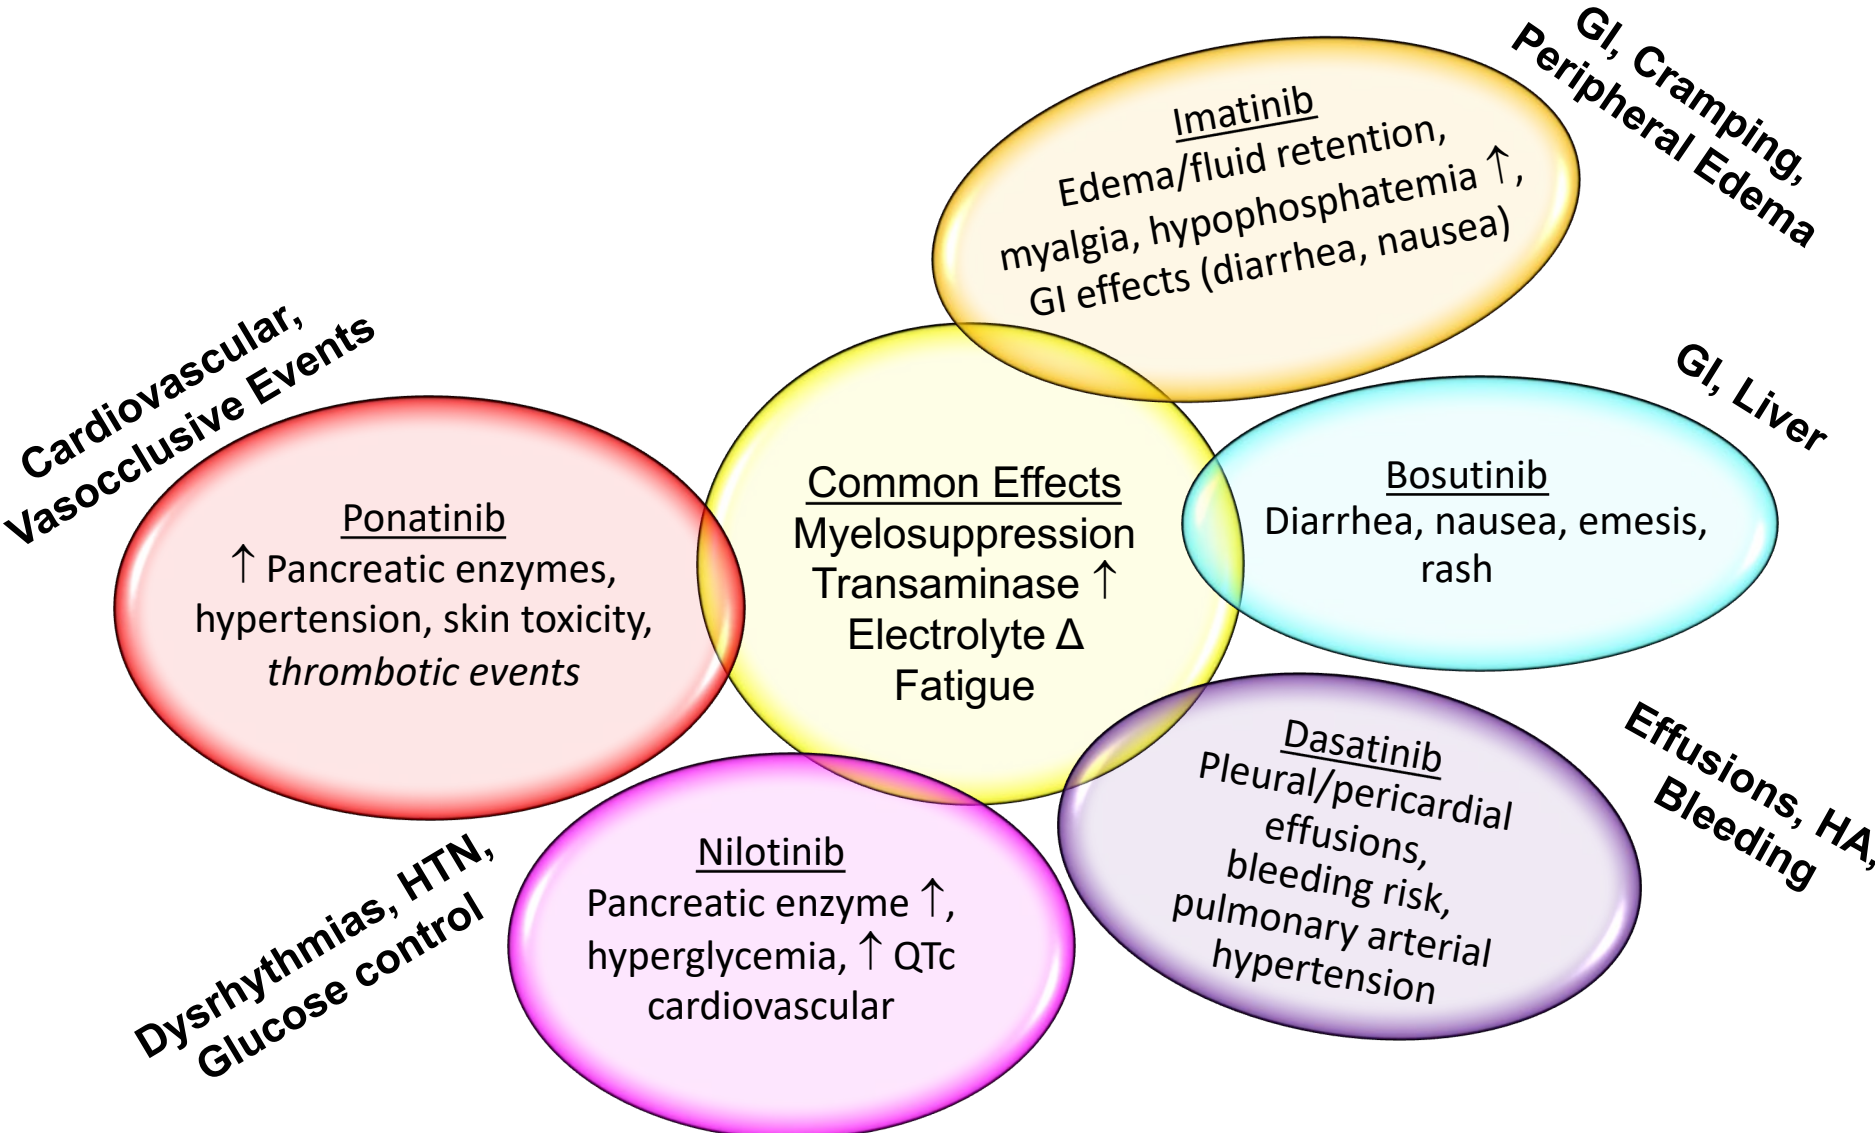 GI, Cramping,
Peripheral Edema
Imatinib
Edema/fluid retention,
myalgia, hypophosphatemia ↑,
GI effects (diarrhea, nausea)
Cardiovascular,
Vasocclusive Events
GI, Liver
Ponatinib
↑ Pancreatic enzymes,
hypertension, skin toxicity,
thrombotic events
Common Effects
Myelosuppression
Transaminase ↑
Electrolyte Δ
Fatigue
Bosutinib
Diarrhea, nausea, emesis,
rash
Effusions, HA,
Bleeding
Dasatinib
Pleural/pericardial
effusions,
bleeding risk,
pulmonary arterial
hypertension
Dysrhythmias, HTN,
Glucose control
Nilotinib
Pancreatic enzyme ↑,
hyperglycemia, ↑ QTc
cardiovascular